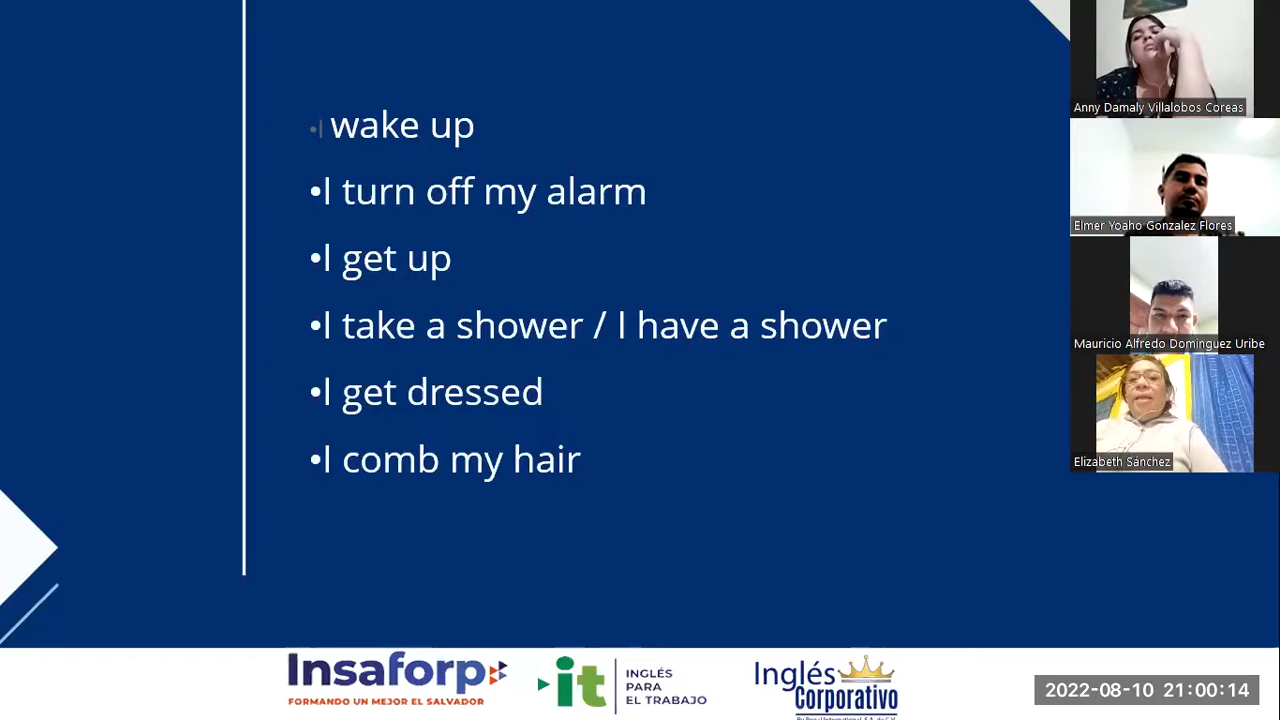 •I wake up
•I turn off my alarm
•I get up
•I take a shower / I have a shower
•I get dressed
•I comb my hair
Anny Damaly Villalobos Coreas
Elmer Yoaho Gonzalez Flores
Mauricio Alfredo Dominguez Uribe
Elizabeth Sánchez
Insaforp
FORMANDO UN MEJOR EL SALVADOR
it
INGLÉS
PARA
EL TRABAJO
Inglés
Corporativo
2022-08-10 21:00:14